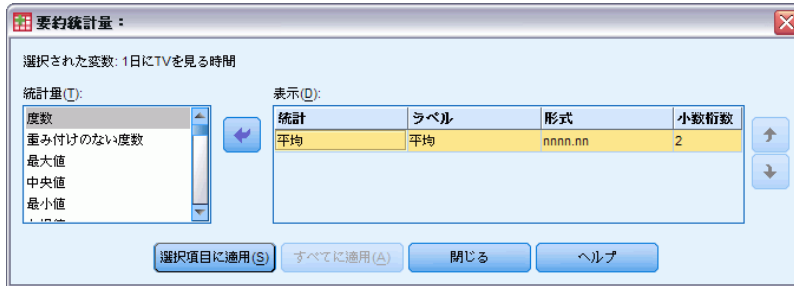 要約統計量：
選択された変数: 1日にTVを見る時間
統計量(T):
度数
重み付けのない度数
最大値
中央値
最小値
表示(D):
統計 ラベル 形式 小数桁数
平均 平均 nnnn.nn 2
選択項目に適用(S) すべてに適用(A) 閉じる ヘルプ